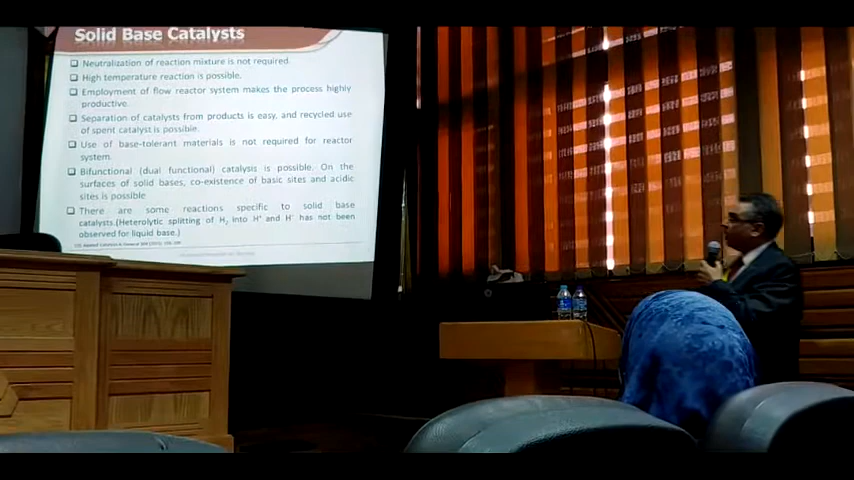 Solid Base Catalysts
Neutralization of reaction mixture is not required.
High temperature reaction is possible.
Employment of flow reactor system makes the process highly
productive.
Separation of catalysts from products is easy, and recycled use
of spent catalyst is possible.
Use of base-tolerant materials is not required for reactor
system.
Bifunctional (dual functional) catalysis is possible. On the
surfaces of solid bases, co-existence of basic sites and acidic
sites is possible
There are some reactions specific to solid base
catalysts.(Heterolytic splitting of H₂ into H⁺ and H⁻ has not been
observed for liquid base.)